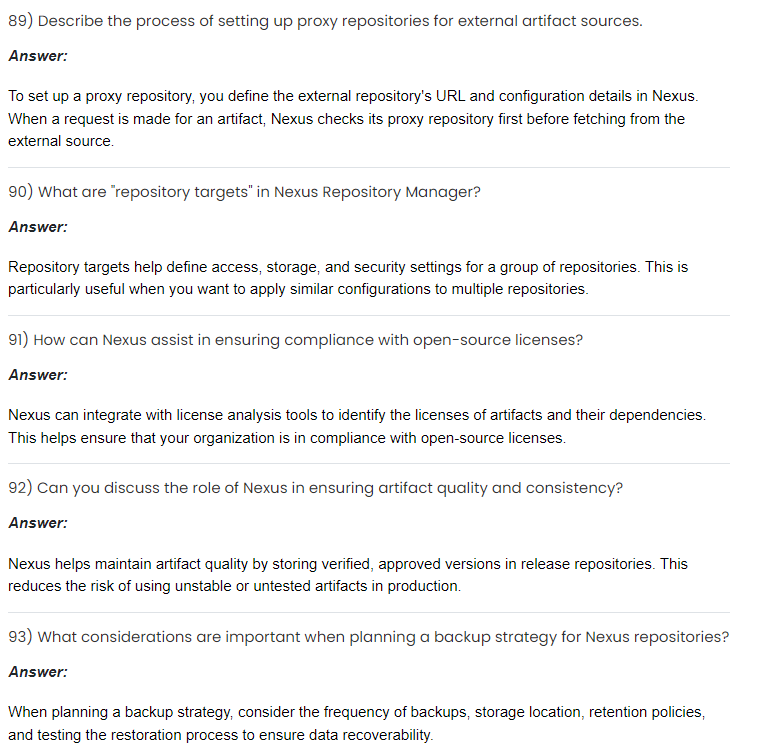 89) Describe the process of setting up proxy repositories for external artifact sources.
Answer:
To set up a proxy repository, you define the external repository's URL and configuration details in Nexus.
When a request is made for an artifact, Nexus checks its proxy repository first before fetching from the
external source.
90) What are "repository targets" in Nexus Repository Manager?
Answer:
Repository targets help define access, storage, and security settings for a group of repositories. This is
particularly useful when you want to apply similar configurations to multiple repositories.
91) How can Nexus assist in ensuring compliance with open-source licenses?
Answer:
Nexus can integrate with license analysis tools to identify the licenses of artifacts and their dependencies.
This helps ensure that your organization is in compliance with open-source licenses.
92) Can you discuss the role of Nexus in ensuring artifact quality and consistency?
Answer:
Nexus helps maintain artifact quality by storing verified, approved versions in release repositories. This
reduces the risk of using unstable or untested artifacts in production.
93) What considerations are important when planning a backup strategy for Nexus repositories?
Answer:
When planning a backup strategy, consider the frequency of backups, storage location, retention policies,
and testing the restoration process to ensure data recoverability.